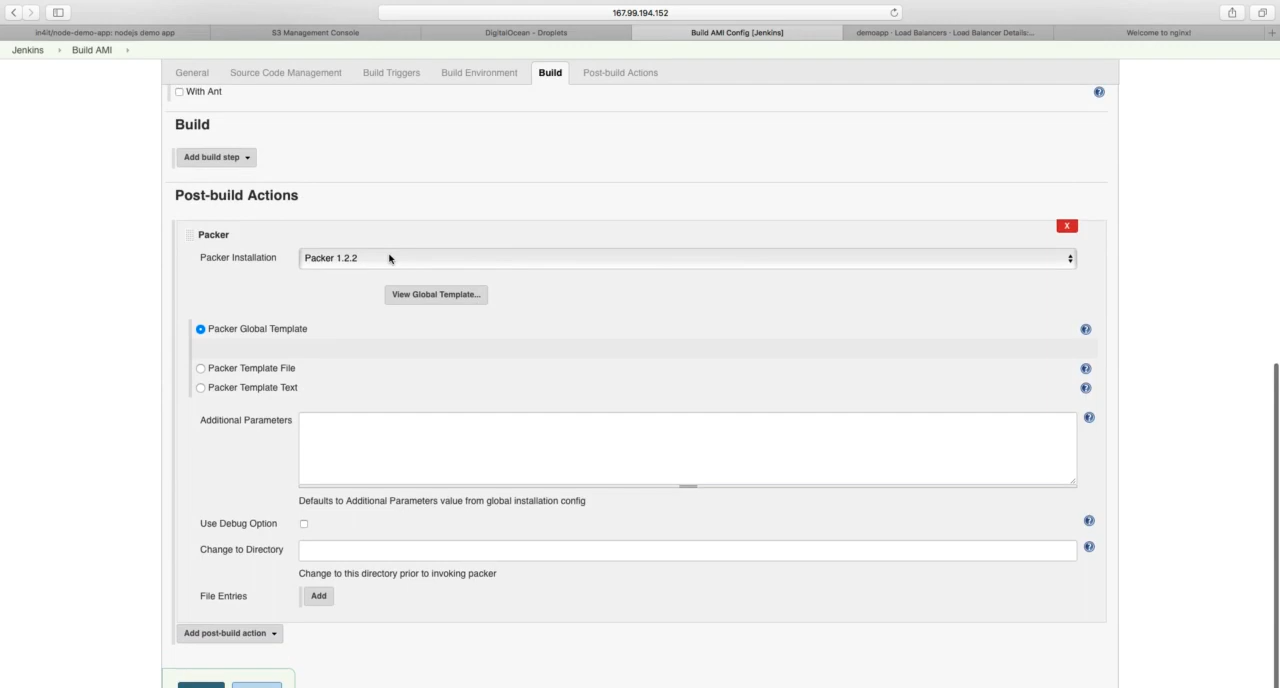 167.99.194.152
in4it/node-demo-app: nodejs demo app
S3 Management Console
DigitalOcean - Droplets
Build AMI Config [Jenkins]
demoapp · Load Balancers · Load Balancer Details:...
Welcome to nginx!
Jenkins
Build AMI
General
Source Code Management
Build Triggers
Build Environment
Build
Post-build Actions
With Ant
Build
Add build step
Post-build Actions
X
Packer
Packer Installation
Packer 1.2.2
View Global Template...
Packer Global Template
Packer Template File
Packer Template Text
Additional Parameters
Defaults to Additional Parameters value from global installation config
Use Debug Option
Change to Directory
Change to this directory prior to invoking packer
File Entries
Add
Add post-build action